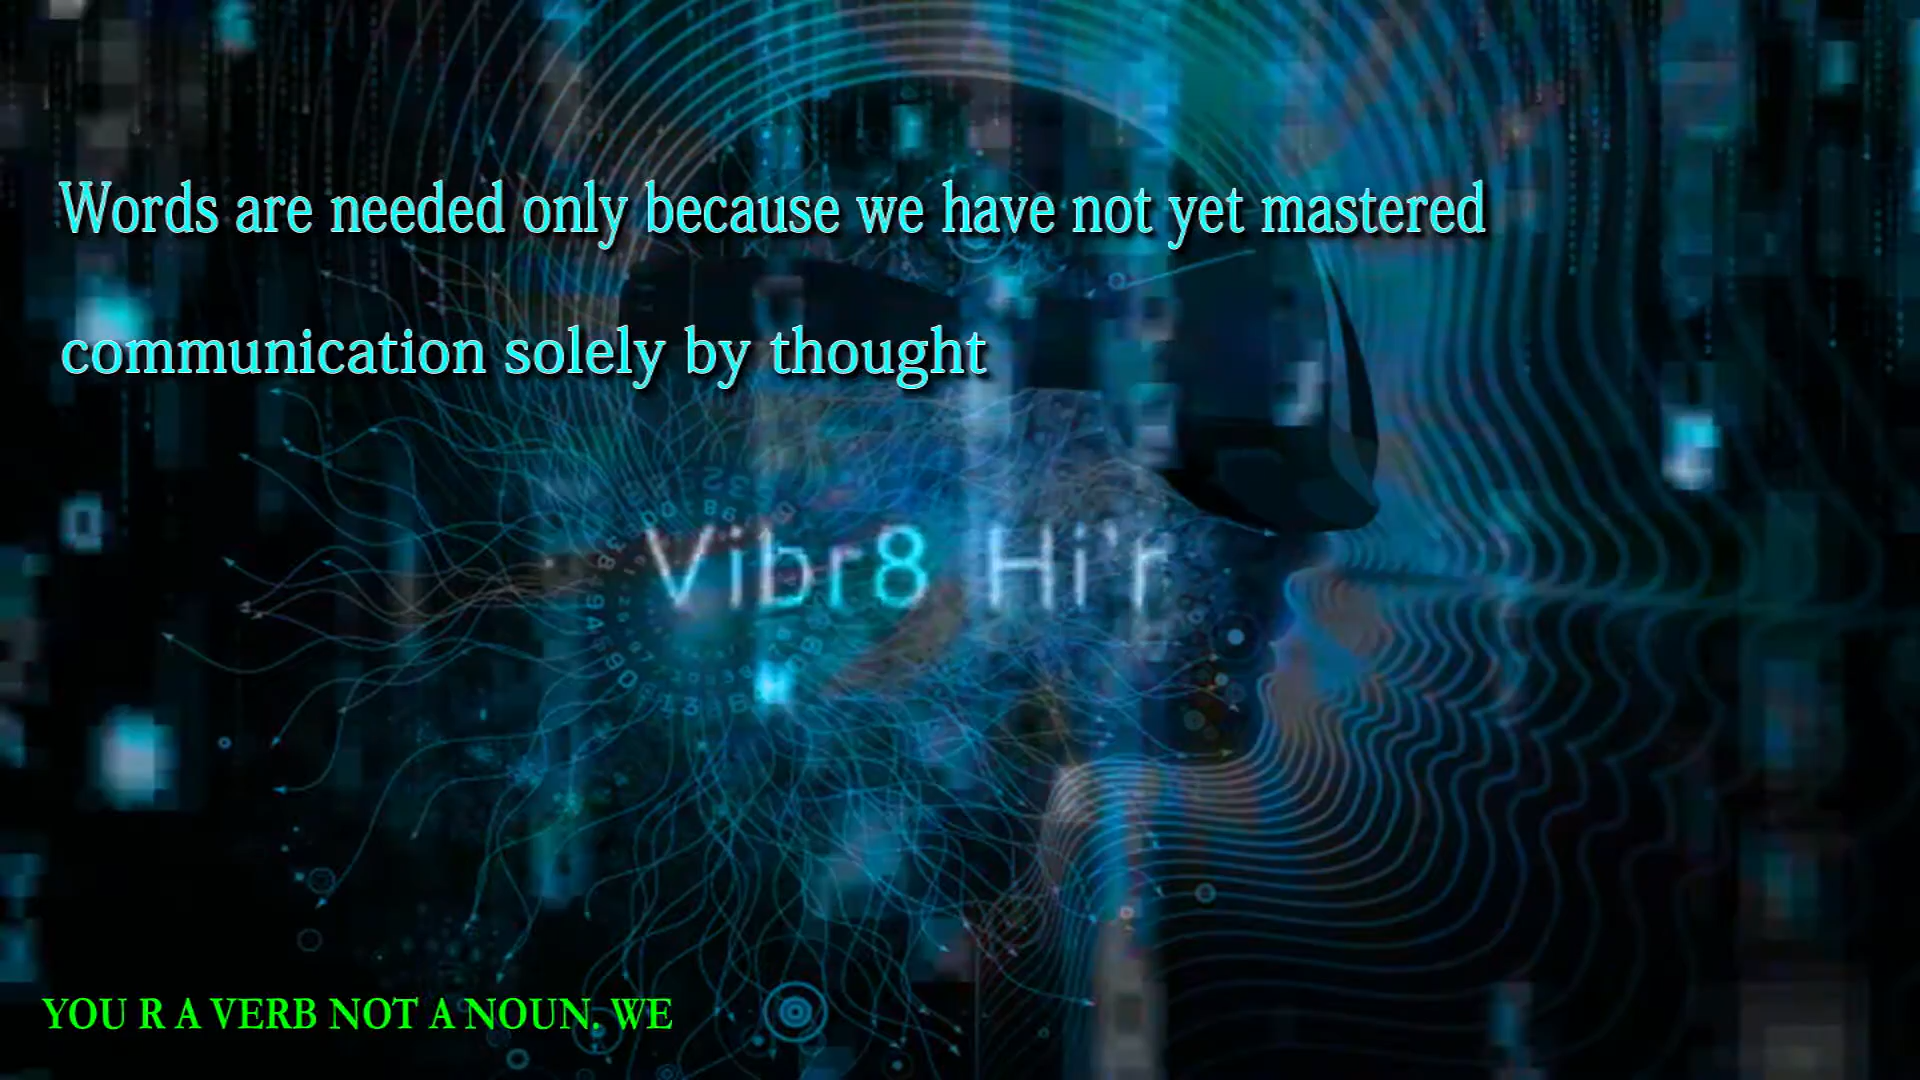 Words are needed only because we have not yet mastered
communication solely by thought
Vibr8 Hi'r
YOU R A VERB NOT A NOUN. WE